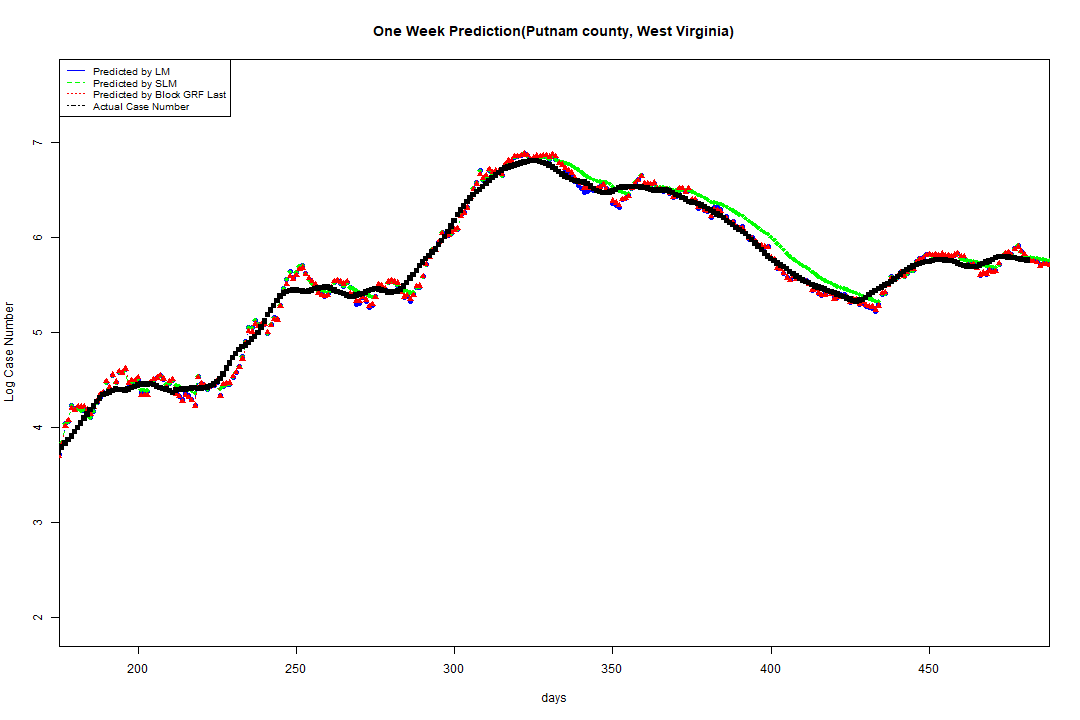 One Week Prediction(Putnam county, West Virginia)
Predicted by LM
Predicted by SLM
Predicted by Block GRF Last
Actual Case Number
7
6
5
4
3
2
Log Case Number
200 250 300 350 400 450
days